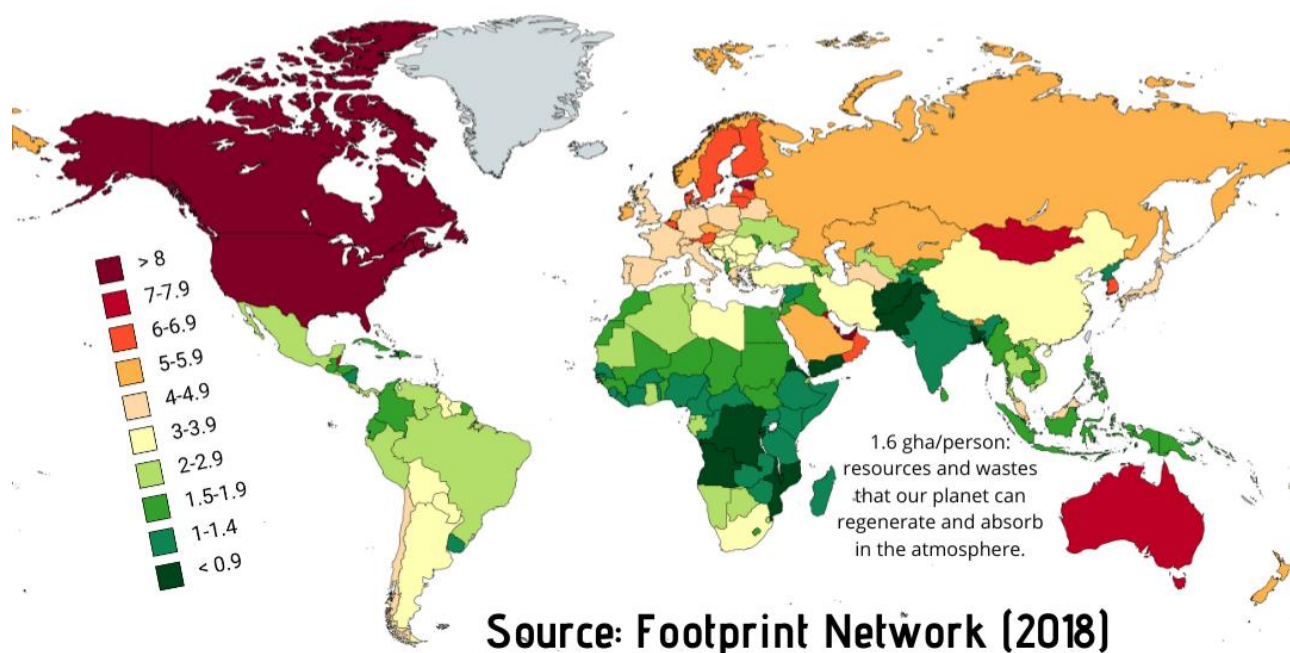 > 8
7-7.9
6-6.9
5-5.9
4-4.9
3-3.9
2-2.9
1.5-1.9
1-1.4
< 0.9
1.6 gha/person:
resources and wastes
that our planet can
regenerate and absorb
in the atmosphere.
Source: Footprint Network (2018)